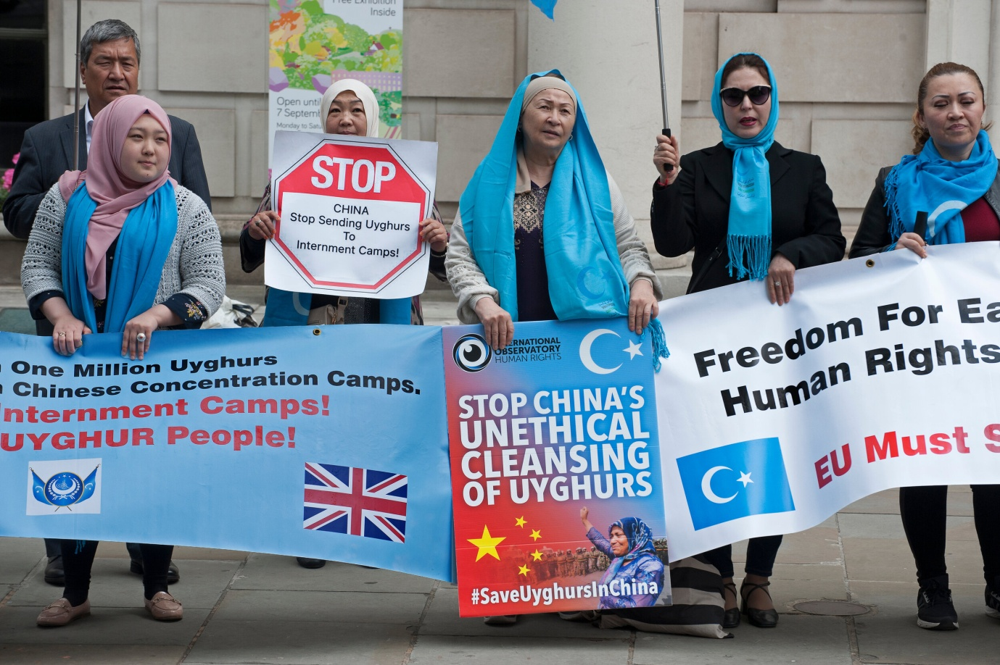 Free Exhibition
Inside
Open until
7 September
Monday to
STOP
CHINA
Stop Sending Uyghurs
To
Internment Camps!
One Million Uyghurs
Chinese Concentration Camps.
Internment Camps!
UYGHUR People!
INTERNATIONAL
OBSERVATORY
HUMAN RIGHTS
STOP CHINA'S
UNETHICAL
CLEANSING
OF UYGHURS
#SaveUyghursInChina
Freedom For Ea
Human Rights
EU Must S